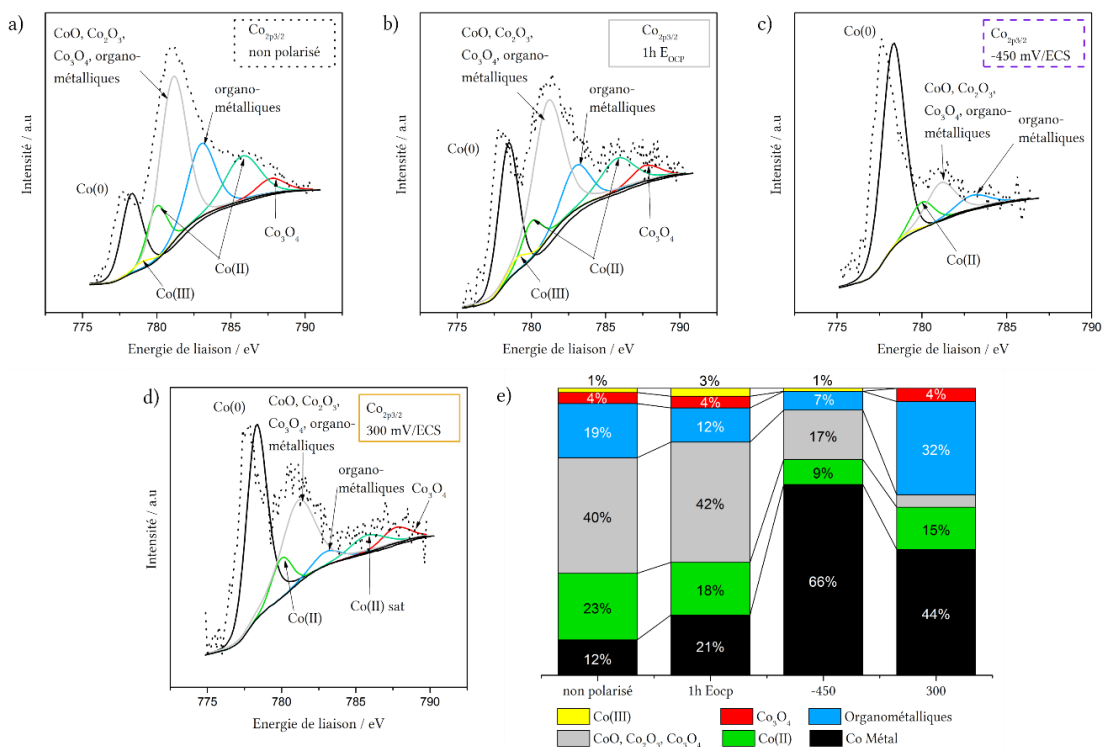 a)
CoO, Co2O3,
Co3O4, organo-
métalliques
Co2p3/2
non polarisé
organo-
métalliques
Co(0)
Co3O4
Co(II)
Co(III)
Intensité / a.u
775 780 785 790
Energie de liaison / eV
b)
CoO, Co2O3,
Co3O4, organo-
métalliques
Co2p3/2
1h EOCP
organo-
métalliques
Co(0)
Co3O4
Co(II)
Co(III)
Intensité / a.u
775 780 785 790
Energie de liaison / eV
c)
Co(0)
Co2p3/2
-450 mV/ECS
CoO, Co2O3,
Co3O4, organo-
métalliques
organo-
métalliques
Co(II)
Intensité / a.u
775 780 785 790
Energie de liaison / eV
d)
Co(0)
CoO, Co2O3,
Co3O4, organo-
métalliques
Co2p3/2
300 mV/ECS
organo-
métalliques
Co3O4
Co(II)
Co(II) sat
Intensité / a.u
775 780 785 790
Energie de liaison / eV
e)
1% 3% 1%
4% 4% 7% 4%
19% 12% 17% 32%
40% 42% 9% 15%
23% 18% 66% 44%
12% 21%
non polarisé 1h Eocp -450 300
Co(III) Co3O4 Organométalliques
CoO, Co2O3, Co3O4 Co(II) Co Métal